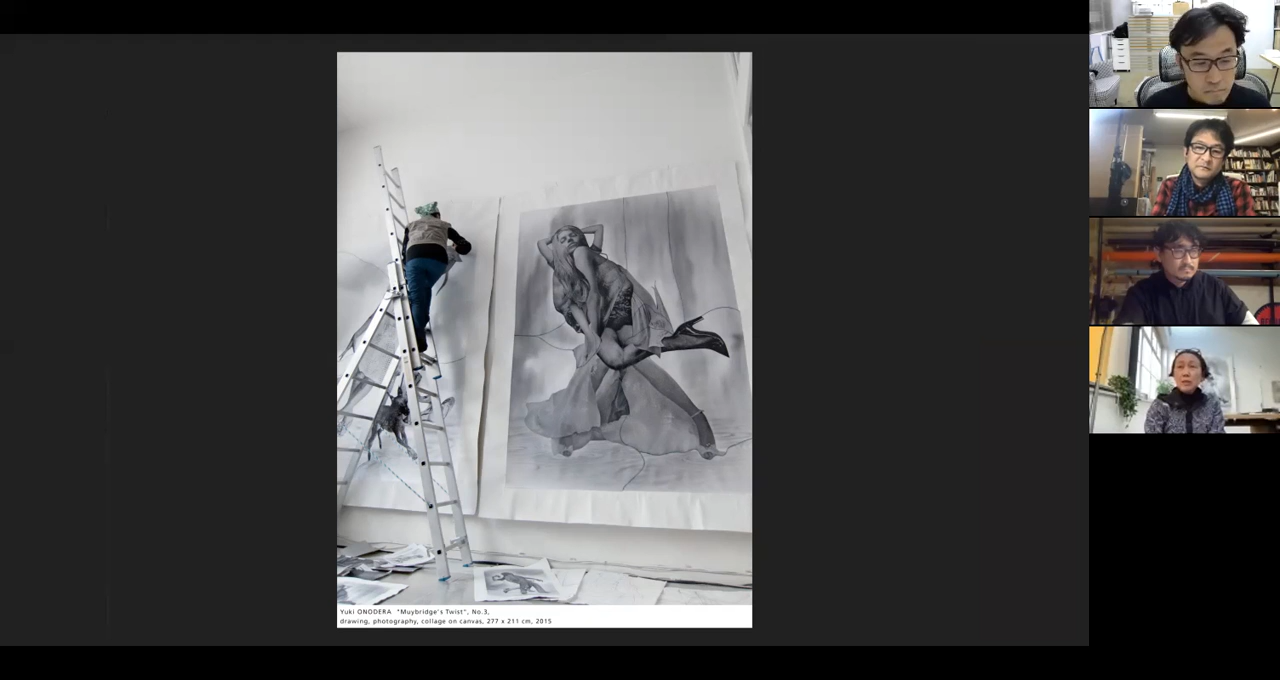 Yuki ONODERA "Muybridge's Twist", No.3,
drawing, photography, collage on canvas, 277 x 211 cm, 2015